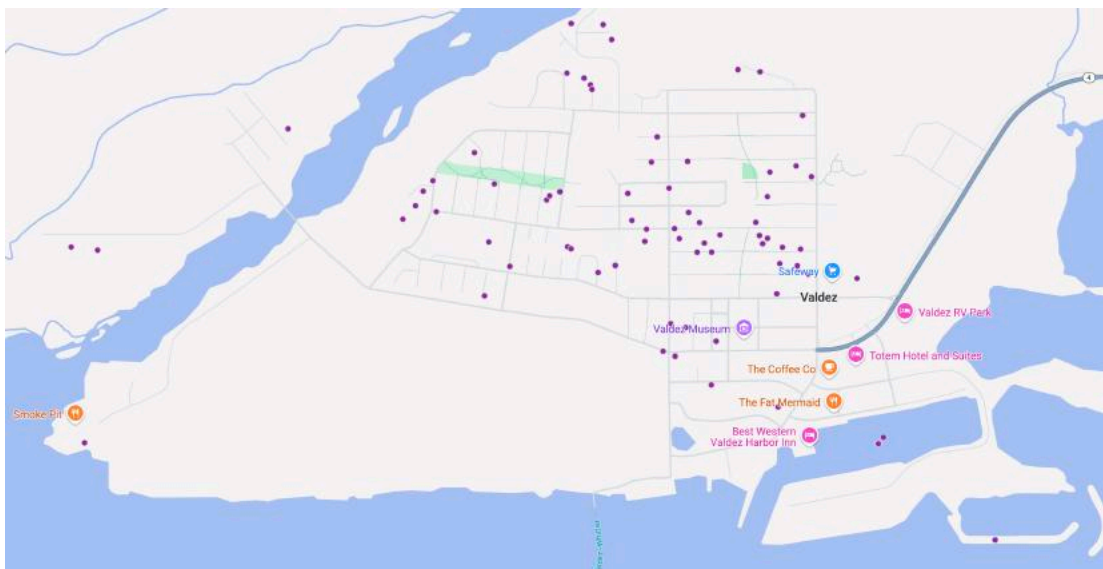 4
Safeway
Valdez
Valdez RV Park
Valdez Museum
Totem Hotel and Suites
The Coffee Co
The Fat Mermaid
Smoke Pit
Best Western
Valdez Harbor Inn